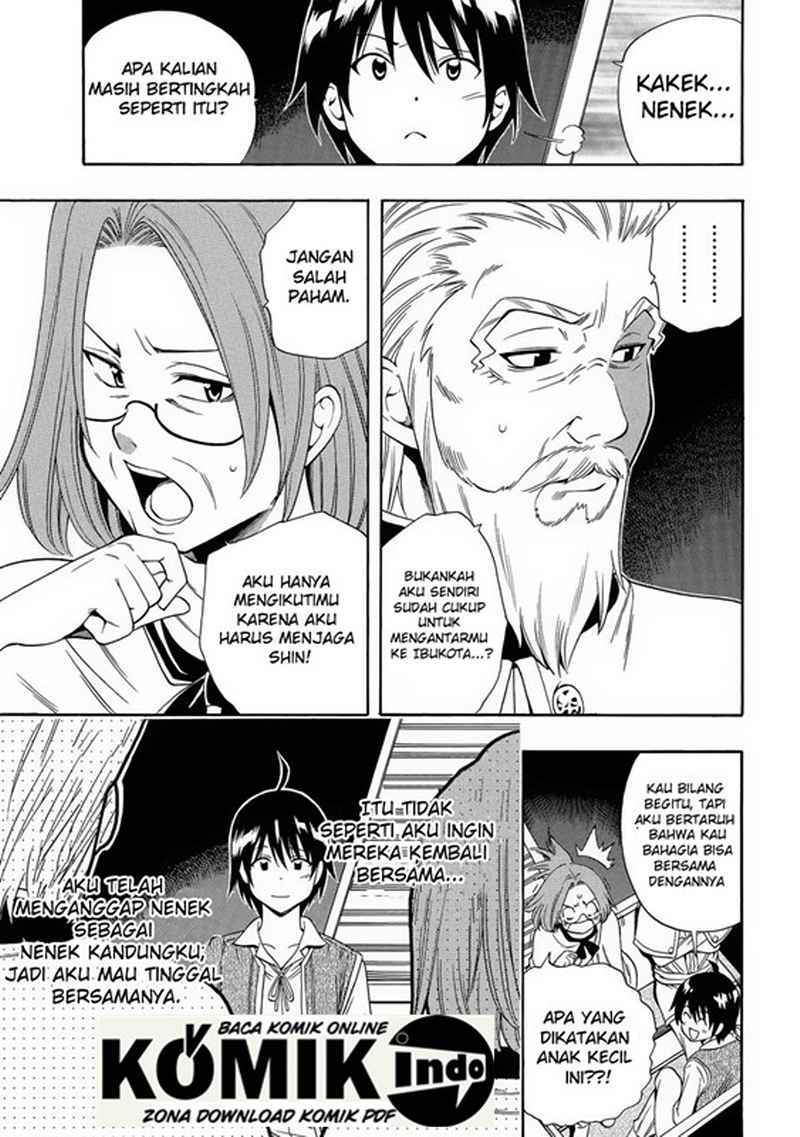 KAKEK...
NENEK...
APA KALIAN
MASIH BERTINGKAH
SEPERTI ITU?
........
BUKANKAH
AKU SENDIRI
SUDAH CUKUP
UNTUK
MENGANTARMU
KE IBUKOTA...?
JANGAN
SALAH
PAHAM.
AKU HANYA
MENGIKUTIMU
KARENA AKU
HARUS MENJAGA
SHIN!
KAU BILANG
BEGITU, TAPI
AKU BERTARUH
BAHWA KAU
BAHAGIA BISA
BERSAMA
DENGANNYA
APA YANG
DIKATAKAN
ANAK KECIL
INI??!
ITU TIDAK
SEPERTI AKU INGIN
MEREKA KEMBALI
BERSAMA...
AKU TELAH
MENGANGGAP NENEK
SEBAGAI
NENEK KANDUNGKU;
JADI AKU MAU TINGGAL
BERSAMANYA.
BACA KOMIK ONLINE
KOMIK Indo
ZONA DOWNLOAD KOMIK PDF